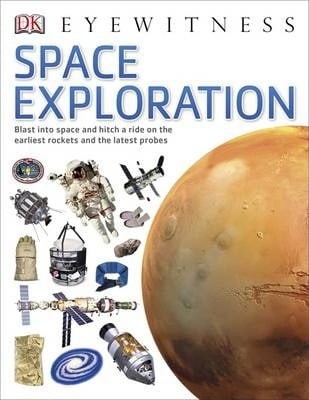 DK EYEWITNESS
SPACE
EXPLORATION
Blast into space and hitch a ride on the
earliest rockets and the latest probes